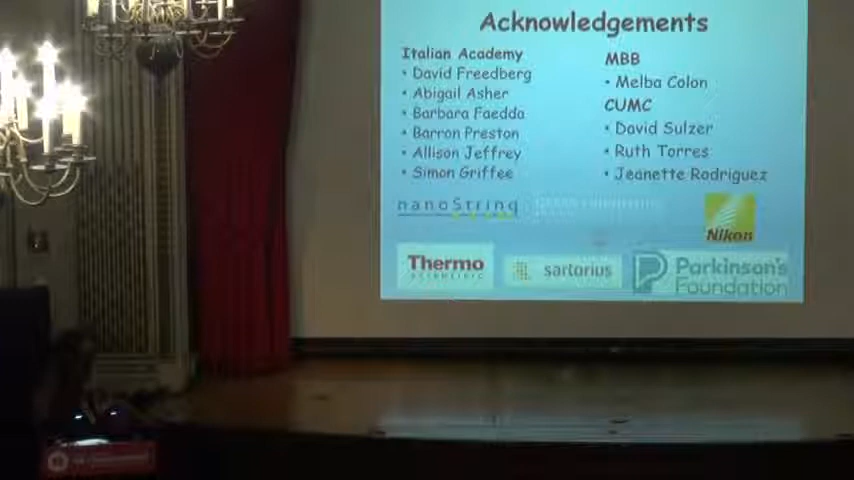 Acknowledgements
Italian Academy
• David Freedberg
• Abigail Asher
• Barbara Faedda
• Barron Preston
• Allison Jeffrey
• Simon Griffee
MBB
• Melba Colon
CUMC
• David Sulzer
• Ruth Torres
• Jeanette Rodriguez
nanoString
Nikon
Thermo
SCIENTIFIC
sartorius
Parkinson's
Foundation